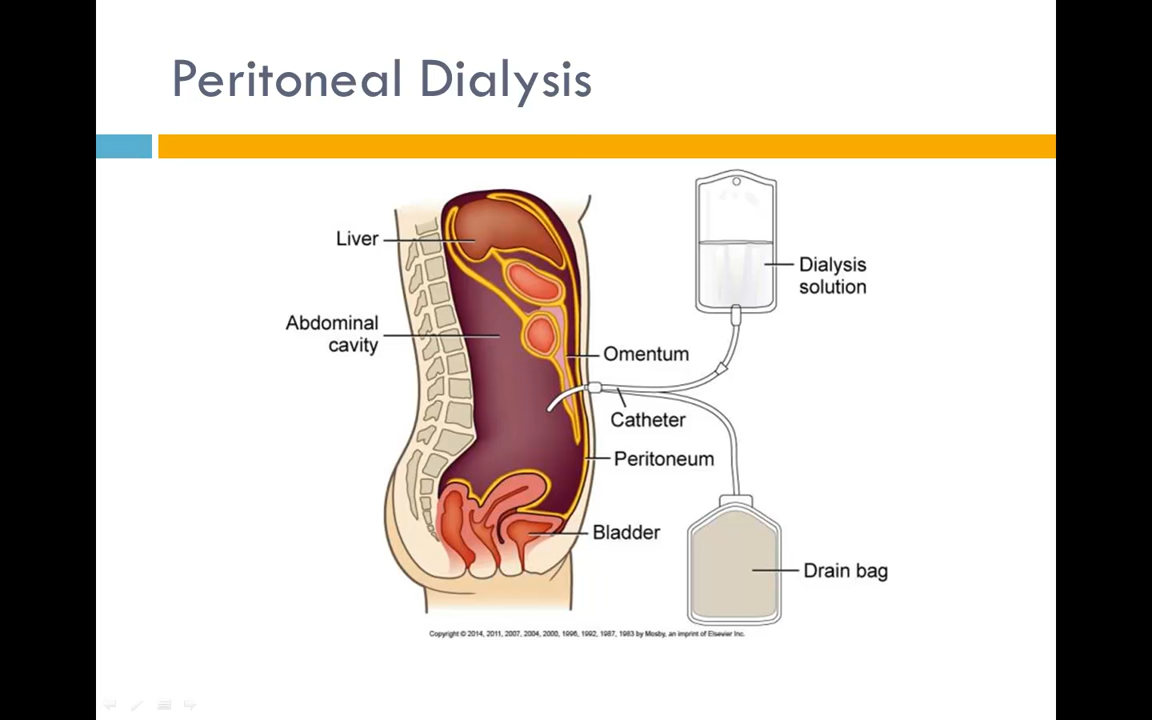 Peritoneal Dialysis
Liver
Dialysis
solution
Abdominal
cavity
Omentum
Catheter
Peritoneum
Bladder
Drain bag
Copyright © 2014, 2011, 2007, 2004, 2000, 1996, 1992, 1987, 1983 by Mosby, an imprint of Elsevier Inc.